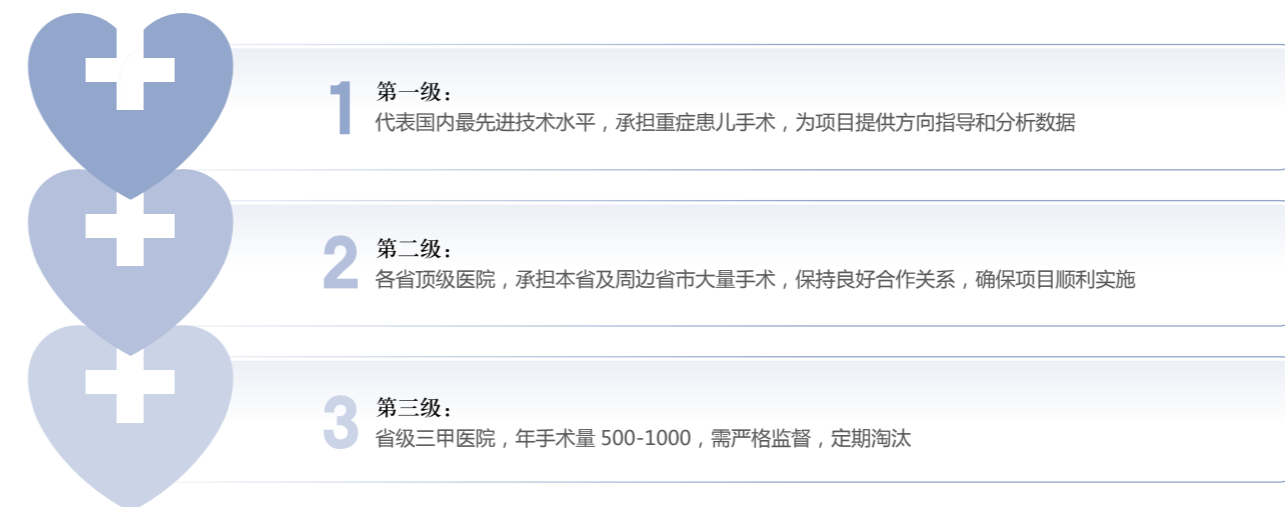 1
第一级：
代表国内最先进技术水平，承担重症患儿手术，为项目提供方向指导和分析数据
2
第二级：
各省顶级医院，承担本省及周边省市大量手术，保持良好合作关系，确保项目顺利实施
3
第三级：
省级三甲医院，年手术量 500-1000，需严格监督，定期淘汰